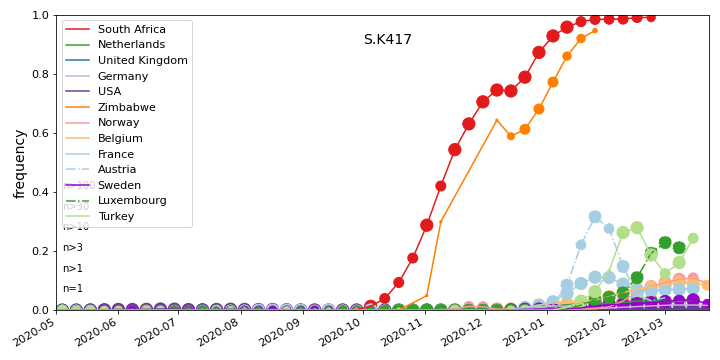 S.K417
frequency
1.0
0.8
0.6
0.4
0.2
0.0
South Africa
Netherlands
United Kingdom
Germany
USA
Zimbabwe
Norway
Belgium
France
Austria
Sweden
Luxembourg
Turkey
n>100
n>30
n>10
n>3
n>1
n=1
2020-05
2020-06
2020-07
2020-08
2020-09
2020-10
2020-11
2020-12
2021-01
2021-02
2021-03